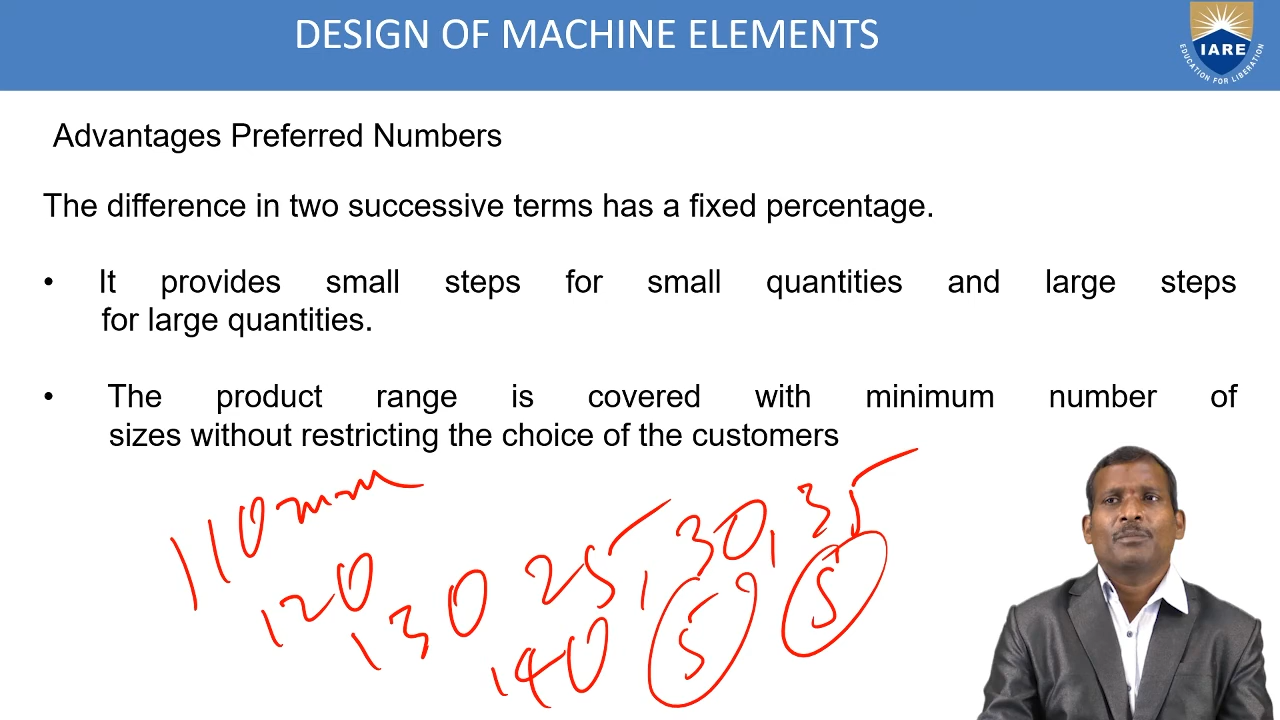 DESIGN OF MACHINE ELEMENTS
IARE
EDUCATION FOR LIBERATION
Advantages Preferred Numbers
The difference in two successive terms has a fixed percentage.
• It provides small steps for small quantities and large steps
for large quantities.
• The product range is covered with minimum number of
sizes without restricting the choice of the customers
110mm
120
130
140
25, 30, 35
5 5